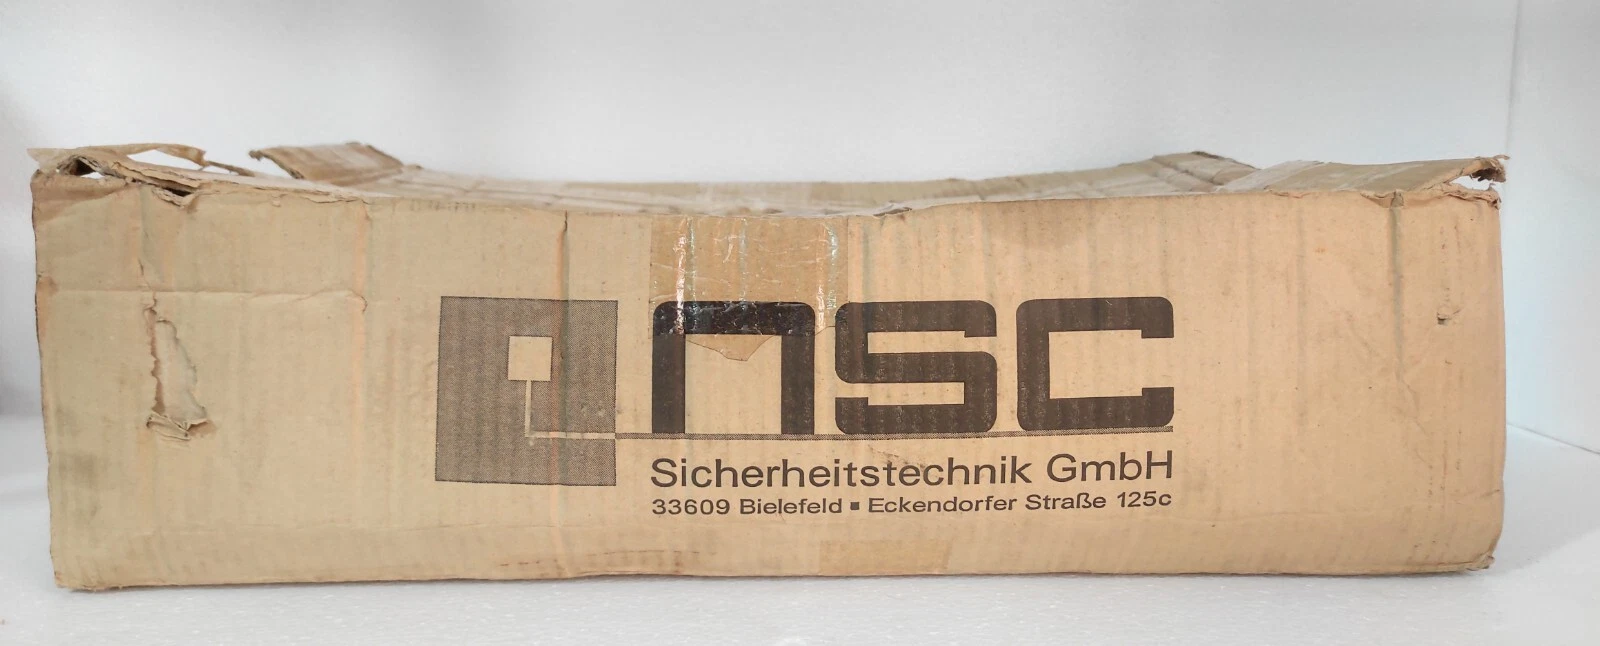 nsc
Sicherheitstechnik GmbH
33609 Bielefeld ▪ Eckendorfer Straße 125c